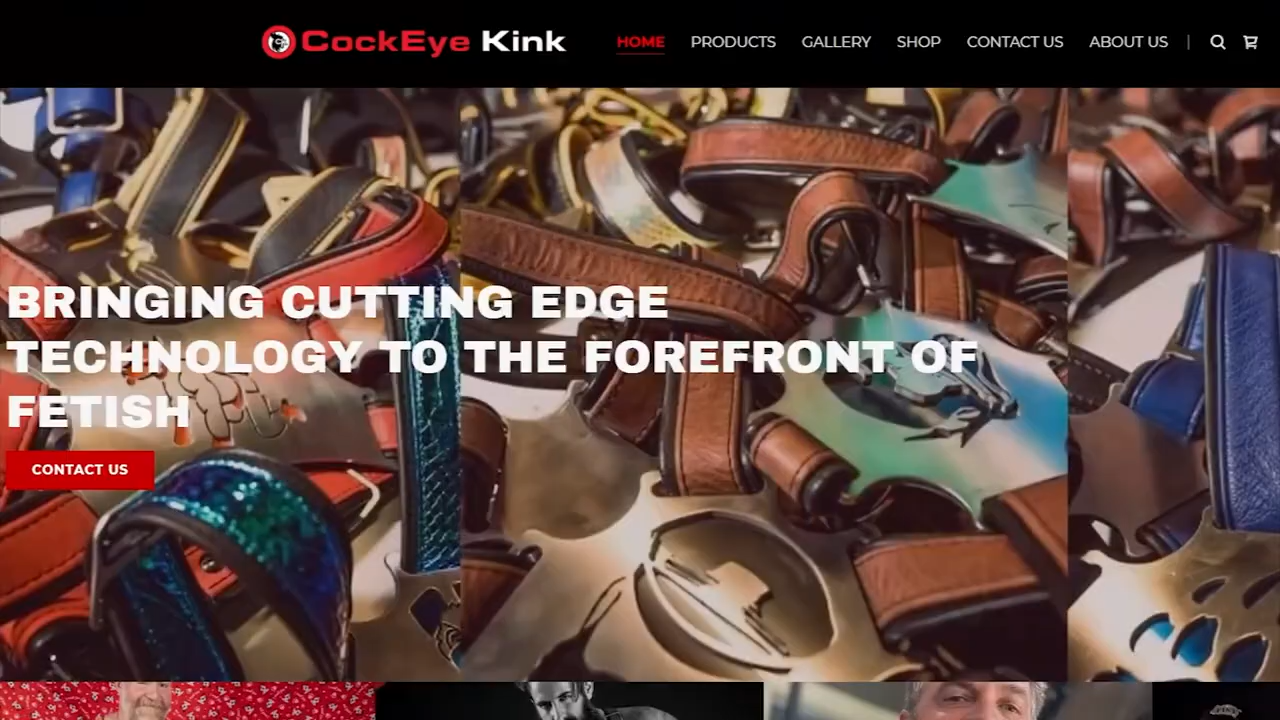 CockEye Kink
HOME PRODUCTS GALLERY SHOP CONTACT US ABOUT US
BRINGING CUTTING EDGE
TECHNOLOGY TO THE FOREFRONT OF
FETISH
CONTACT US